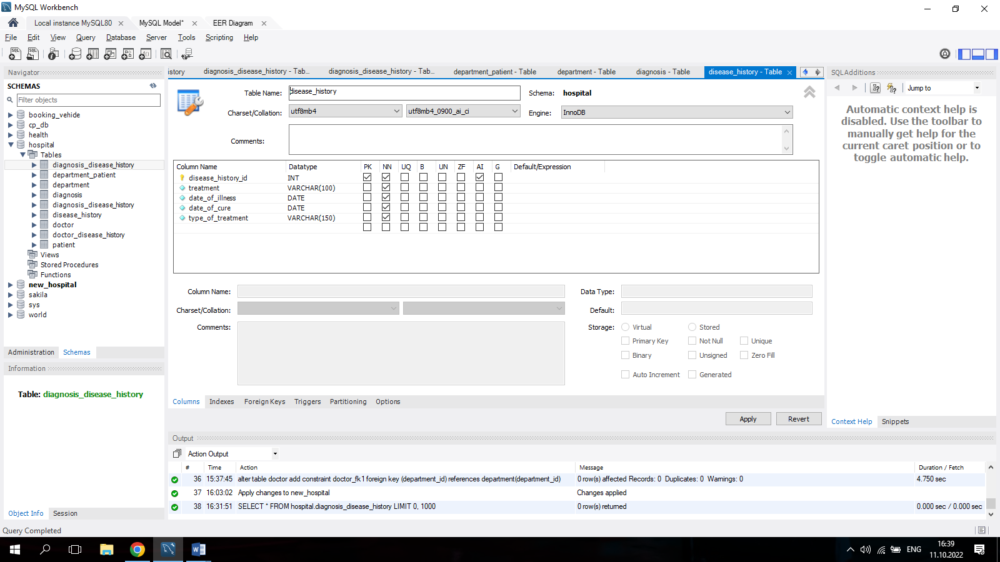 MySQL Workbench
Local instance MySQL80
MySQL Model*
EER Diagram
File Edit View Query Database Server Tools Scripting Help
Navigator
SCHEMAS
Filter objects
booking_vehide
cp_db
health
hospital
Tables
diagnosis_disease_history
department_patient
department
diagnosis
diagnosis_disease_history
disease_history
doctor
doctor_disease_history
patient
Views
Stored Procedures
Functions
new_hospital
sakila
sys
world
Administration Schemas
Information
Table: diagnosis_disease_history
Object Info Session
istory
diagnosis_disease_history - Tab...
diagnosis_disease_history - Tab...
department_patient - Table
department - Table
diagnosis - Table
disease_history - Table
Table Name: disease_history
Schema: hospital
Charset/Collation: utf8mb4 utf8mb4_0900_ai_ci
Engine: InnoDB
Comments:
Column Name Datatype PK NN UQ B UN ZF AI G Default/Expression
disease_history_id INT
treatment VARCHAR(100)
date_of_illness DATE
date_of_cure DATE
type_of_treatment VARCHAR(150)
Column Name: Data Type:
Charset/Collation: Default:
Comments: Storage: Virtual Stored
Primary Key Not Null Unique
Binary Unsigned Zero Fill
Auto Increment Generated
Columns Indexes Foreign Keys Triggers Partitioning Options
Apply Revert
Output
Action Output
# Time Action Message Duration / Fetch
36 15:37:45 alter table doctor add constraint doctor_fk1 foreign key (department_id) references department(department_id) 0 row(s) affected Records: 0 Duplicates: 0 Warnings: 0 4.750 sec
37 16:03:02 Apply changes to new_hospital Changes applied
38 16:31:51 SELECT * FROM hospital.diagnosis_disease_history LIMIT 0, 1000 0 row(s) returned 0.000 sec / 0.000 sec
SQLAdditions
Jump to
Automatic context help is
disabled. Use the toolbar to
manually get help for the
current caret position or to
toggle automatic help.
Context Help Snippets
Query Completed
ENG
16:39
11.10.2022